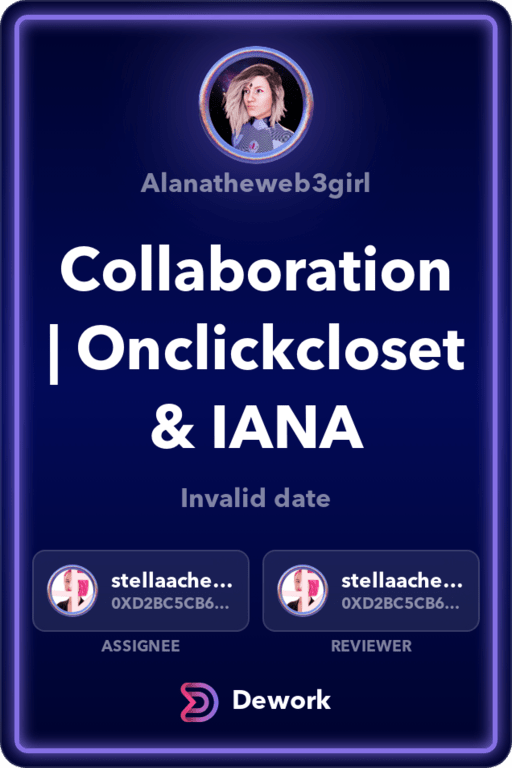 Alanatheweb3girl
Collaboration
| Onclickcloset
& IANA
Invalid date
stellaache...
0XD2BC5CB6...
ASSIGNEE
stellaache...
0XD2BC5CB6...
REVIEWER
Dework